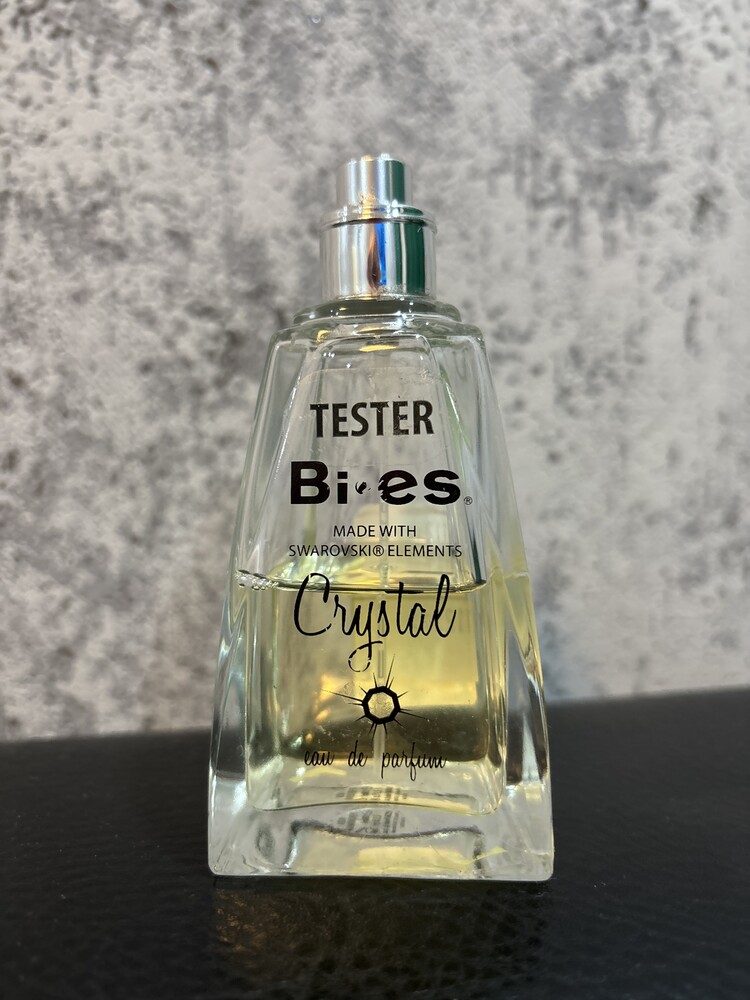 TESTER
Bi·es®
MADE WITH
SWAROVSKI® ELEMENTS
Crystal
eau de parfum